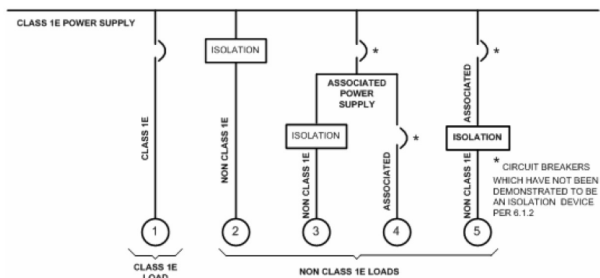 CLASS 1E POWER SUPPLY
ISOLATION
*
*
ASSOCIATED
POWER
SUPPLY
ASSOCIATED
ISOLATION
*
ISOLATION
CLASS 1E
NON CLASS 1E
NON CLASS 1E
ASSOCIATED
NON CLASS 1E
* CIRCUIT BREAKERS
WHICH HAVE NOT BEEN
DEMONSTRATED TO BE
AN ISOLATION DEVICE
PER 6.1.2
1
2
3
4
5
CLASS 1E
LOAD
NON CLASS 1E LOADS